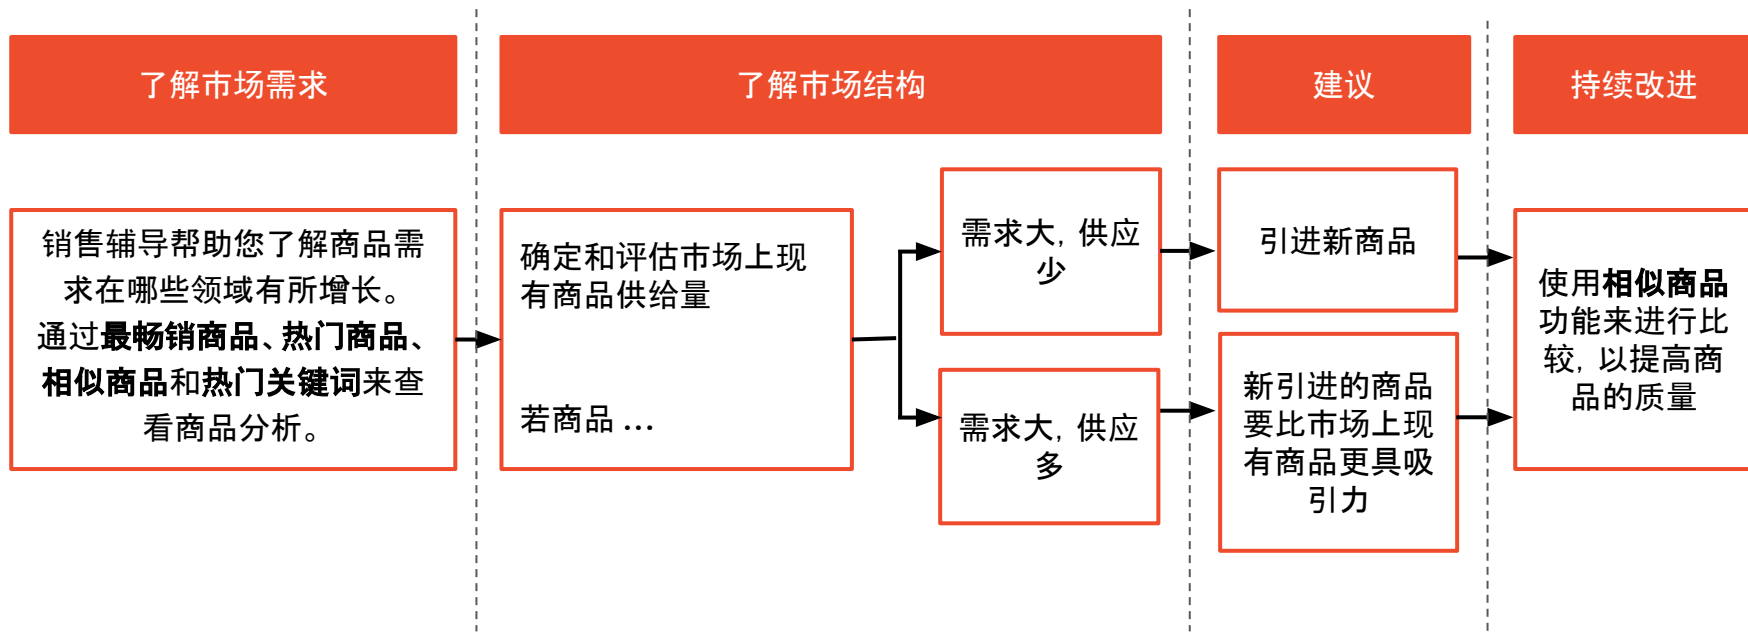 了解市场需求
了解市场结构
建议
持续改进
销售辅导帮助您了解商品需
求在哪些领域有所增长。
通过最畅销商品、热门商品、
相似商品和热门关键词来查
看商品分析。
确定和评估市场上现
有商品供给量
若商品 ...
需求大, 供应
少
需求大, 供应
多
引进新商品
新引进的商品
要比市场上现
有商品更具吸
引力
使用相似商品
功能来进行比
较, 以提高商
品的质量